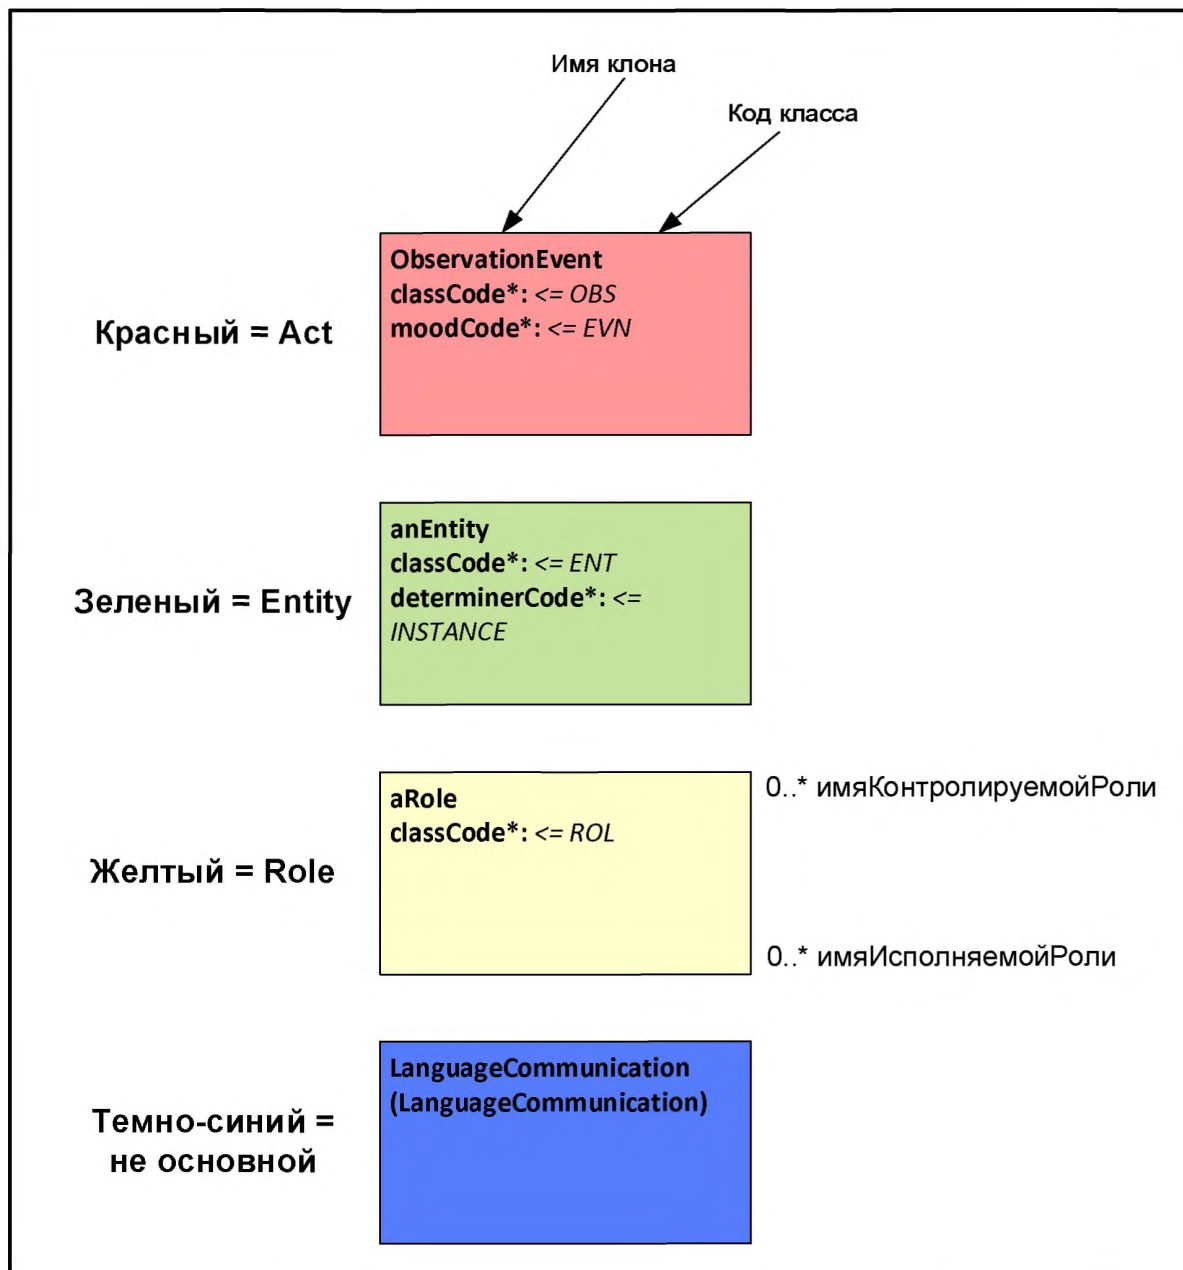 Имя клона
Код класса
Красный = Act
ObservationEvent
classCode*: <= OBS
moodCode*: <= EVN
Зеленый = Entity
anEntity
classCode*: <= ENT
determinerCode*: <=
INSTANCE
Желтый = Role
aRole
classCode*: <= ROL
0..* имяКонтролируемойРоли
0..* имяИсполняемойРоли
Темно-синий =
не основной
LanguageCommunication
(LanguageCommunication)